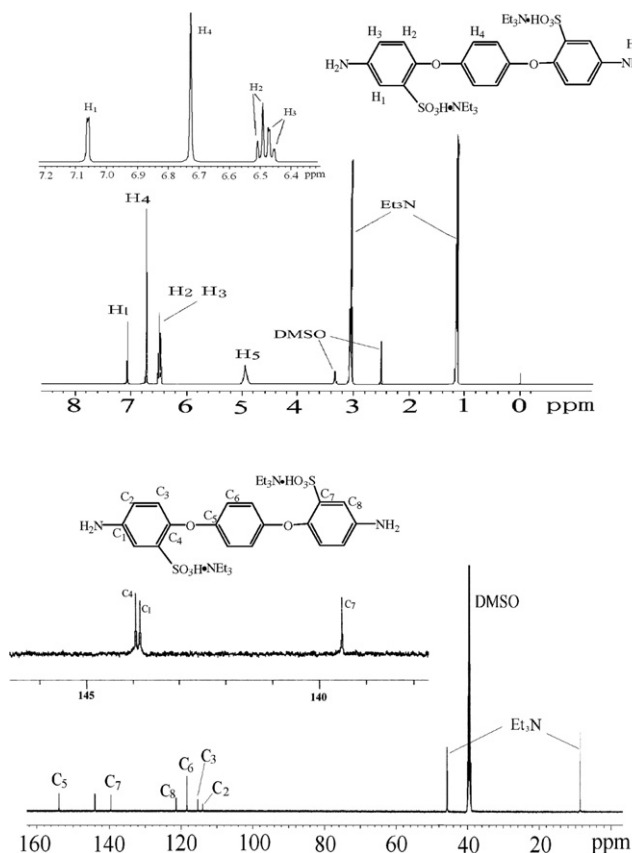 H₄
Et₃N•HO₃S
H₃ H₂ H₄ H
H₂N O O N
H₁ SO₃H•NEt₃
H₁ H₂ H₃
7.2 7.1 7.0 6.9 6.8 6.7 6.6 6.5 6.4 ppm
H4
Et₃N
H1 H2 H3
H5 DMSO
8 7 6 5 4 3 2 1 0 ppm
Et₃N•HO₃S
C₂ C₃ C₆ C₇ C₈
H₂N C₁ C₄ O C₅ O NH₂
SO₃H•NEt₃
C₄ C₁ C₇
DMSO
145 140
Et₃N
C₅ C₇ C₈ C₆ C₃ C₂
160 140 120 100 80 60 40 20 ppm